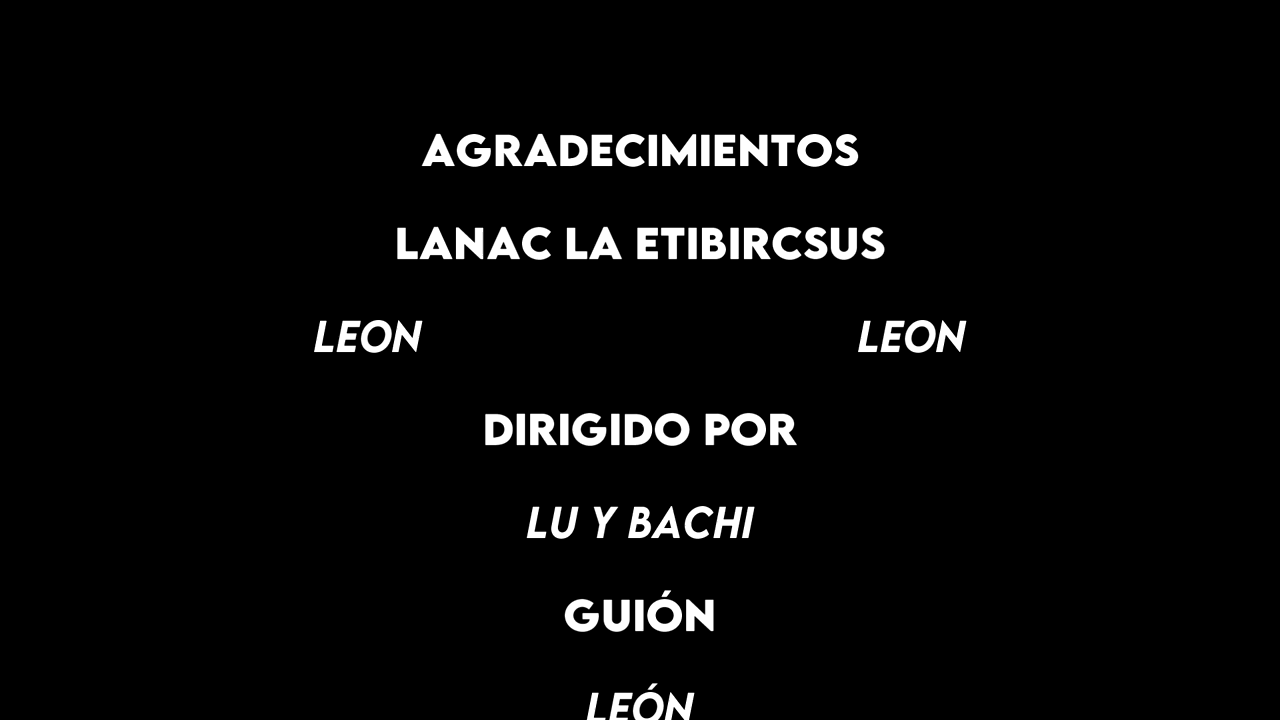 AGRADECIMIENTOS
LANAC LA ETIBIRCSUS
LEON LEON
DIRIGIDO POR
LU Y BACHI
GUIÓN
LEÓN